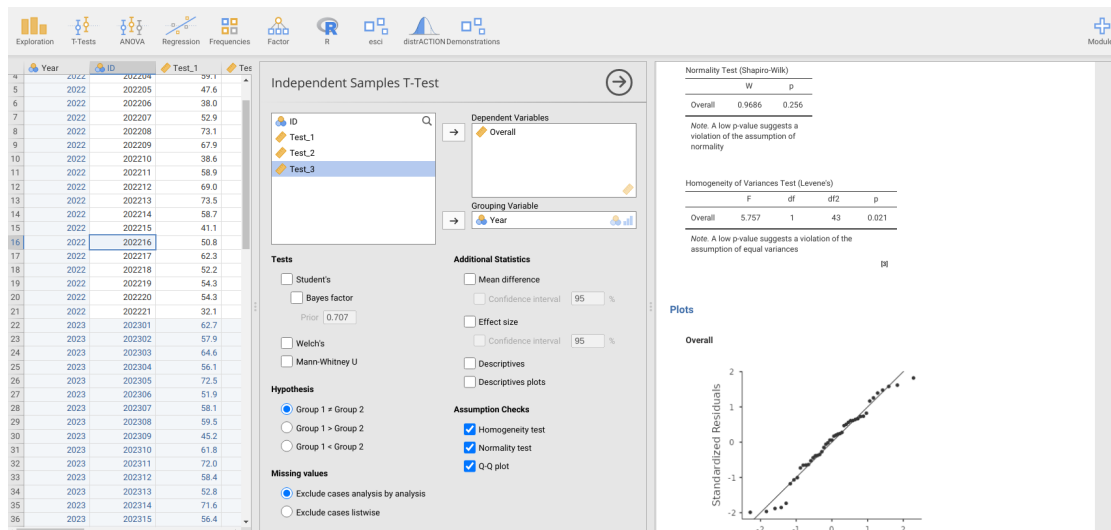 Exploration T-Tests ANOVA Regression Frequencies Factor R esci distrACTION Demonstrations Module
Year ID Test_1 Tes
4 2022 202204 59.1
5 2022 202205 47.6
6 2022 202206 38.0
7 2022 202207 52.9
8 2022 202208 73.1
9 2022 202209 67.9
10 2022 202210 38.6
11 2022 202211 58.9
12 2022 202212 69.0
13 2022 202213 73.5
14 2022 202214 58.7
15 2022 202215 41.1
16 2022 202216 50.8
17 2022 202217 62.3
18 2022 202218 52.2
19 2022 202219 54.3
20 2022 202220 54.3
21 2022 202221 32.1
22 2023 202301 62.7
23 2023 202302 57.9
24 2023 202303 64.6
25 2023 202304 56.1
26 2023 202305 72.5
27 2023 202306 51.9
28 2023 202307 58.1
29 2023 202308 59.5
30 2023 202309 45.2
31 2023 202310 61.8
32 2023 202311 72.0
33 2023 202312 58.4
34 2023 202313 52.8
35 2023 202314 71.6
36 2023 202315 56.4
Independent Samples T-Test
ID
Test_1
Test_2
Test_3
Dependent Variables
Overall
Grouping Variable
Year
Tests
Student's
Bayes factor
Prior 0.707
Welch's
Mann-Whitney U
Hypothesis
Group 1 ≠ Group 2
Group 1 > Group 2
Group 1 < Group 2
Missing values
Exclude cases analysis by analysis
Exclude cases listwise
Additional Statistics
Mean difference
Confidence interval 95 %
Effect size
Confidence interval 95 %
Descriptives
Descriptives plots
Assumption Checks
Homogeneity test
Normality test
Q-Q plot
Normality Test (Shapiro-Wilk)
W p
Overall 0.9686 0.256
Note. A low p-value suggests a
violation of the assumption of
normality
Homogeneity of Variances Test (Levene's)
F df df2 p
Overall 5.757 1 43 0.021
Note. A low p-value suggests a violation of the
assumption of equal variances
[3]
Plots
Overall
Standardized Residuals
2
1
0
-1
-2
-2 -1 0 1 2